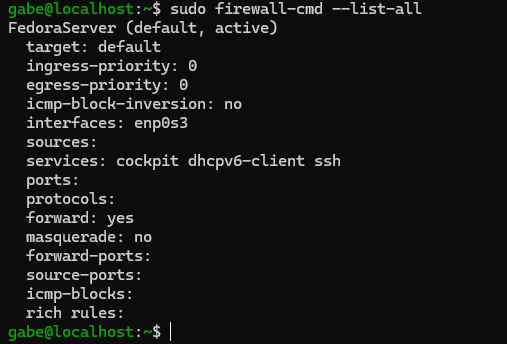 gabe@localhost:~$ sudo firewall-cmd --list-all
FedoraServer (default, active)
  target: default
  ingress-priority: 0
  egress-priority: 0
  icmp-block-inversion: no
  interfaces: enp0s3
  sources:
  services: cockpit dhcpv6-client ssh
  ports:
  protocols:
  forward: yes
  masquerade: no
  forward-ports:
  source-ports:
  icmp-blocks:
  rich rules:
gabe@localhost:~$